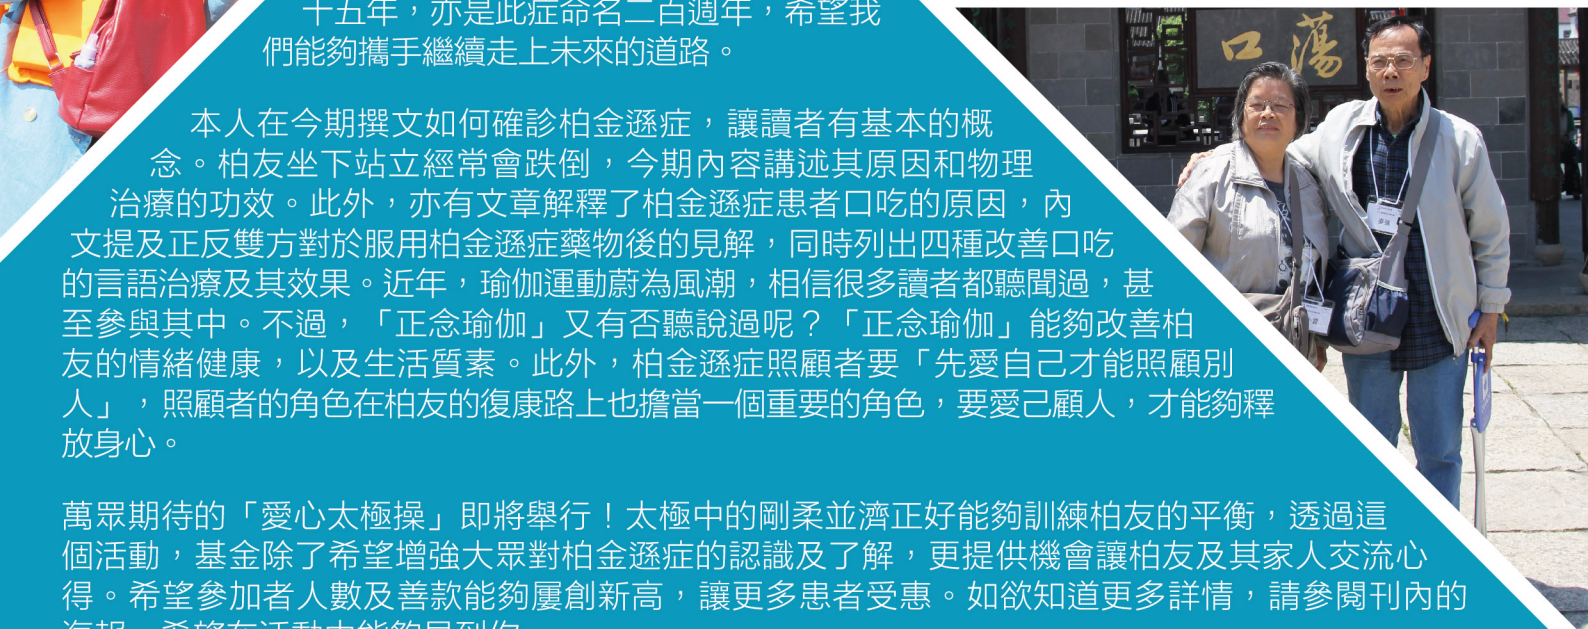 十五年，亦是此症命名二百週年，希望我
們能夠攜手繼續走上未來的道路。
本人在今期撰文如何確診柏金遜症，讓讀者有基本的概
念。柏友坐下站立經常會跌倒，今期內容講述其原因和物理
治療的功效。此外，亦有文章解釋了柏金遜症患者口吃的原因，內
文提及正反雙方對於服用柏金遜症藥物後的見解，同時列出四種改善口吃
的言語治療及其效果。近年，瑜伽運動蔚為風潮，相信很多讀者都聽聞過，甚
至參與其中。不過，「正念瑜伽」又有否聽說過呢？「正念瑜伽」能夠改善柏
友的情緒健康，以及生活質素。此外，柏金遜症照顧者要「先愛自己才能照顧別
人」，照顧者的角色在柏友的復康路上也擔當一個重要的角色，要愛己顧人，才能夠釋
放身心。
萬眾期待的「愛心太極操」即將舉行！太極中的剛柔並濟正好能夠訓練柏友的平衡，透過這
個活動，基金除了希望增強大眾對柏金遜症的認識及了解，更提供機會讓柏友及其家人交流心
得。希望參加者人數及善款能夠屢創新高，讓更多患者受惠。如欲知道更多詳情，請參閱刊內的
海報，希望在活動中能夠見到你。
口蕩